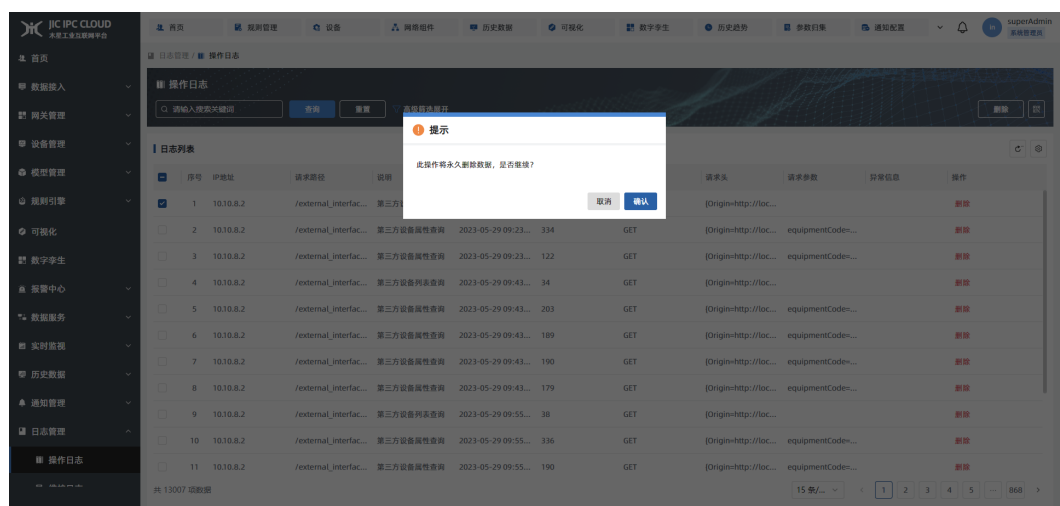 JIC IPC CLOUD
木星工业互联网平台
首页 规则管理 设备 网络组件 历史数据 可视化 数字孪生 历史趋势 参数归集 通知配置
in superAdmin
系统管理员
首页
数据接入
网关管理
设备管理
模型管理
规则引擎
可视化
数字孪生
报警中心
数据服务
实时监视
历史数据
通知管理
日志管理
操作日志
日志管理 / 操作日志
操作日志
请输入搜索关键词 查询 重置 高级筛选展开 删除
提示
此操作将永久删除数据，是否继续？
取消 确认
日志列表
序号 IP地址 请求路径 说明 请求头 请求参数 异常信息 操作
1 10.10.8.2 /external_interfac... 第三方 {Origin=http://loc... 删除
2 10.10.8.2 /external_interfac... 第三方设备属性查询 2023-05-29 09:23... 334 GET {Origin=http://loc... equipmentCode=... 删除
3 10.10.8.2 /external_interfac... 第三方设备属性查询 2023-05-29 09:23... 122 GET {Origin=http://loc... equipmentCode=... 删除
4 10.10.8.2 /external_interfac... 第三方设备列表查询 2023-05-29 09:43... 34 GET {Origin=http://loc... 删除
5 10.10.8.2 /external_interfac... 第三方设备属性查询 2023-05-29 09:43... 203 GET {Origin=http://loc... equipmentCode=... 删除
6 10.10.8.2 /external_interfac... 第三方设备属性查询 2023-05-29 09:43... 189 GET {Origin=http://loc... equipmentCode=... 删除
7 10.10.8.2 /external_interfac... 第三方设备属性查询 2023-05-29 09:43... 190 GET {Origin=http://loc... equipmentCode=... 删除
8 10.10.8.2 /external_interfac... 第三方设备属性查询 2023-05-29 09:43... 179 GET {Origin=http://loc... equipmentCode=... 删除
9 10.10.8.2 /external_interfac... 第三方设备列表查询 2023-05-29 09:55... 38 GET {Origin=http://loc... 删除
10 10.10.8.2 /external_interfac... 第三方设备属性查询 2023-05-29 09:55... 336 GET {Origin=http://loc... equipmentCode=... 删除
11 10.10.8.2 /external_interfac... 第三方设备属性查询 2023-05-29 09:55... 190 GET {Origin=http://loc... equipmentCode=... 删除
共 13007 项数据 15 条/... 1 2 3 4 5 ... 868